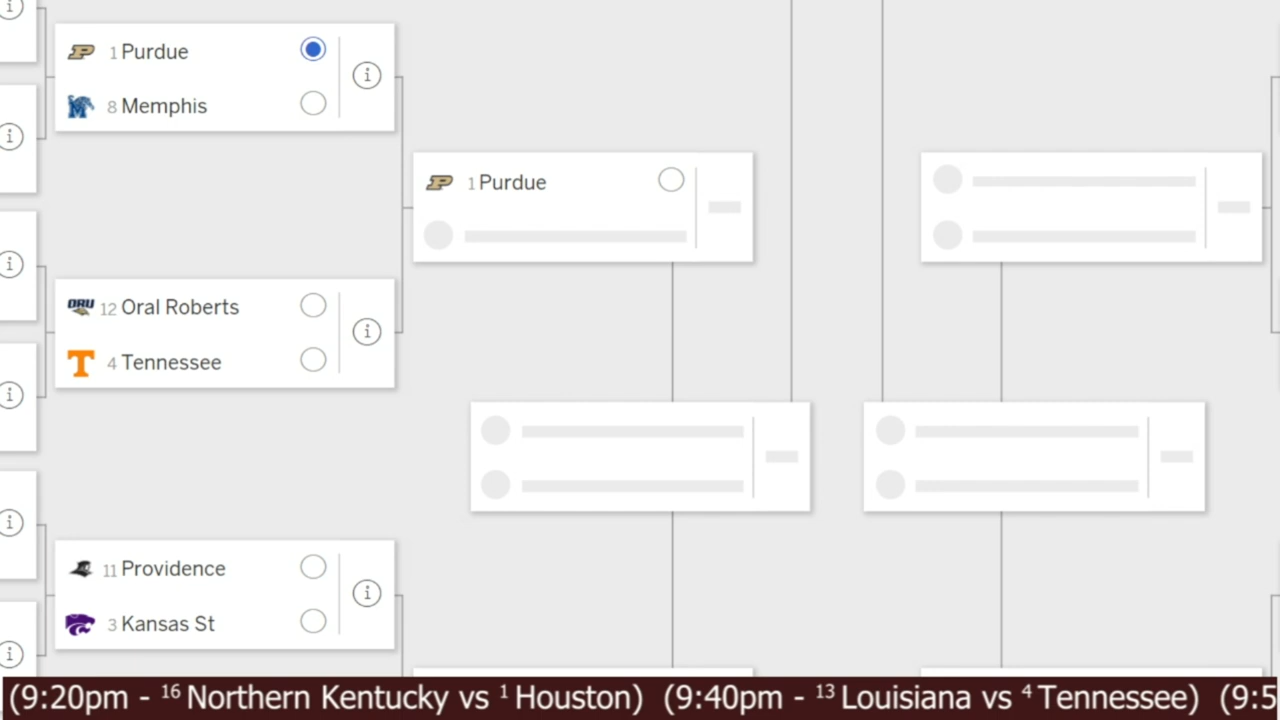 1 Purdue
8 Memphis
1 Purdue
ORU 12 Oral Roberts
T 4 Tennessee
11 Providence
3 Kansas St
(9:20pm - 16 Northern Kentucky vs 1 Houston) (9:40pm - 13 Louisiana vs 4 Tennessee) (9:5